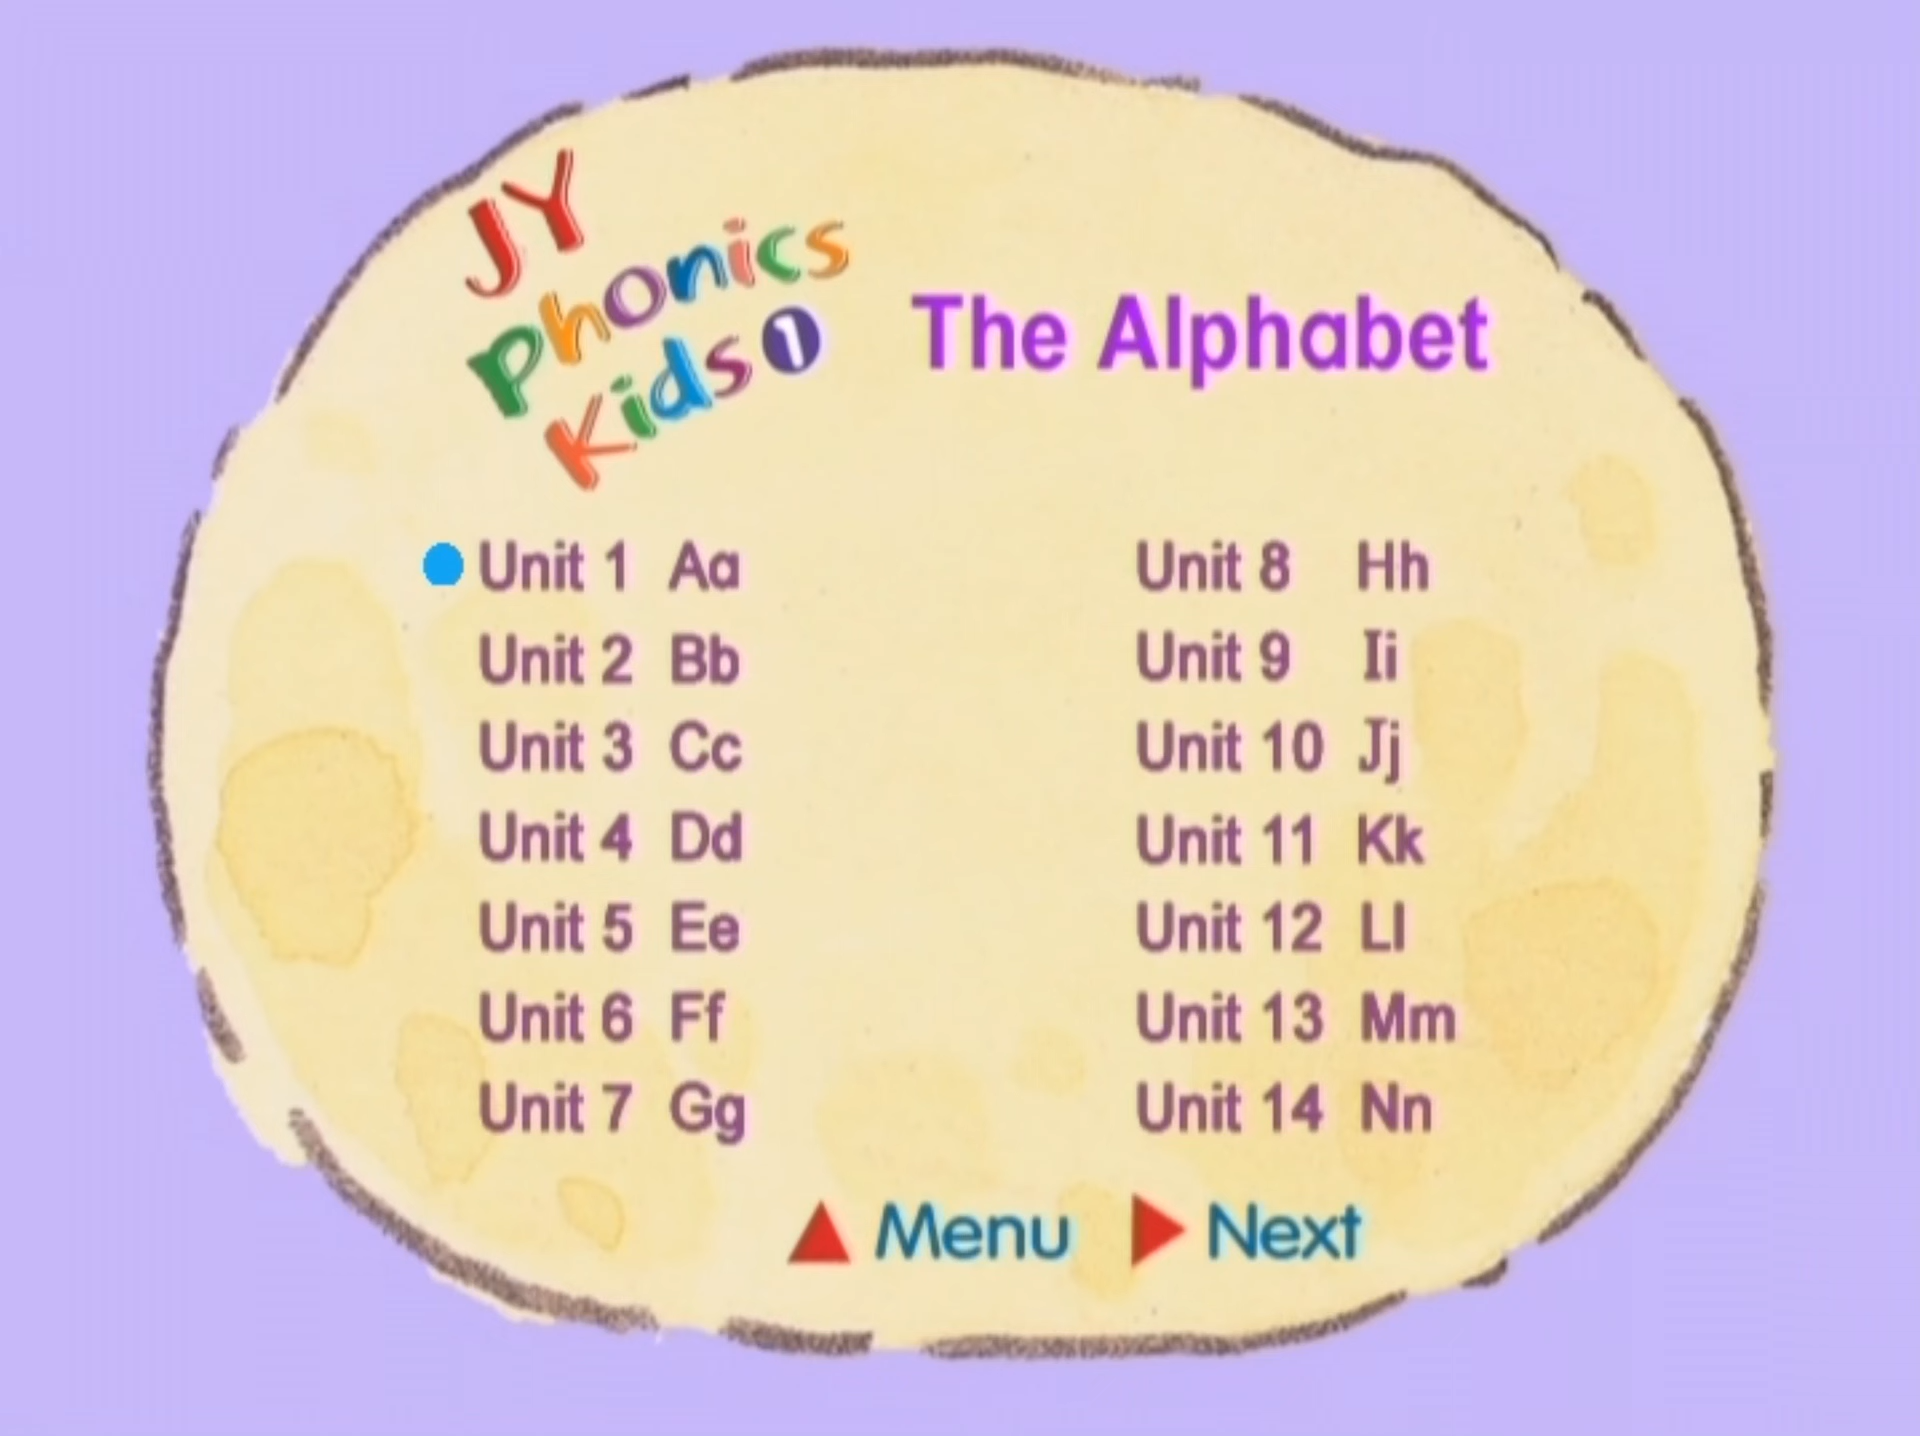 JY
Phonics
Kids 1
The Alphabet
Unit 1 Aa
Unit 2 Bb
Unit 3 Cc
Unit 4 Dd
Unit 5 Ee
Unit 6 Ff
Unit 7 Gg
Unit 8 Hh
Unit 9 Ii
Unit 10 Jj
Unit 11 Kk
Unit 12 Ll
Unit 13 Mm
Unit 14 Nn
Menu Next